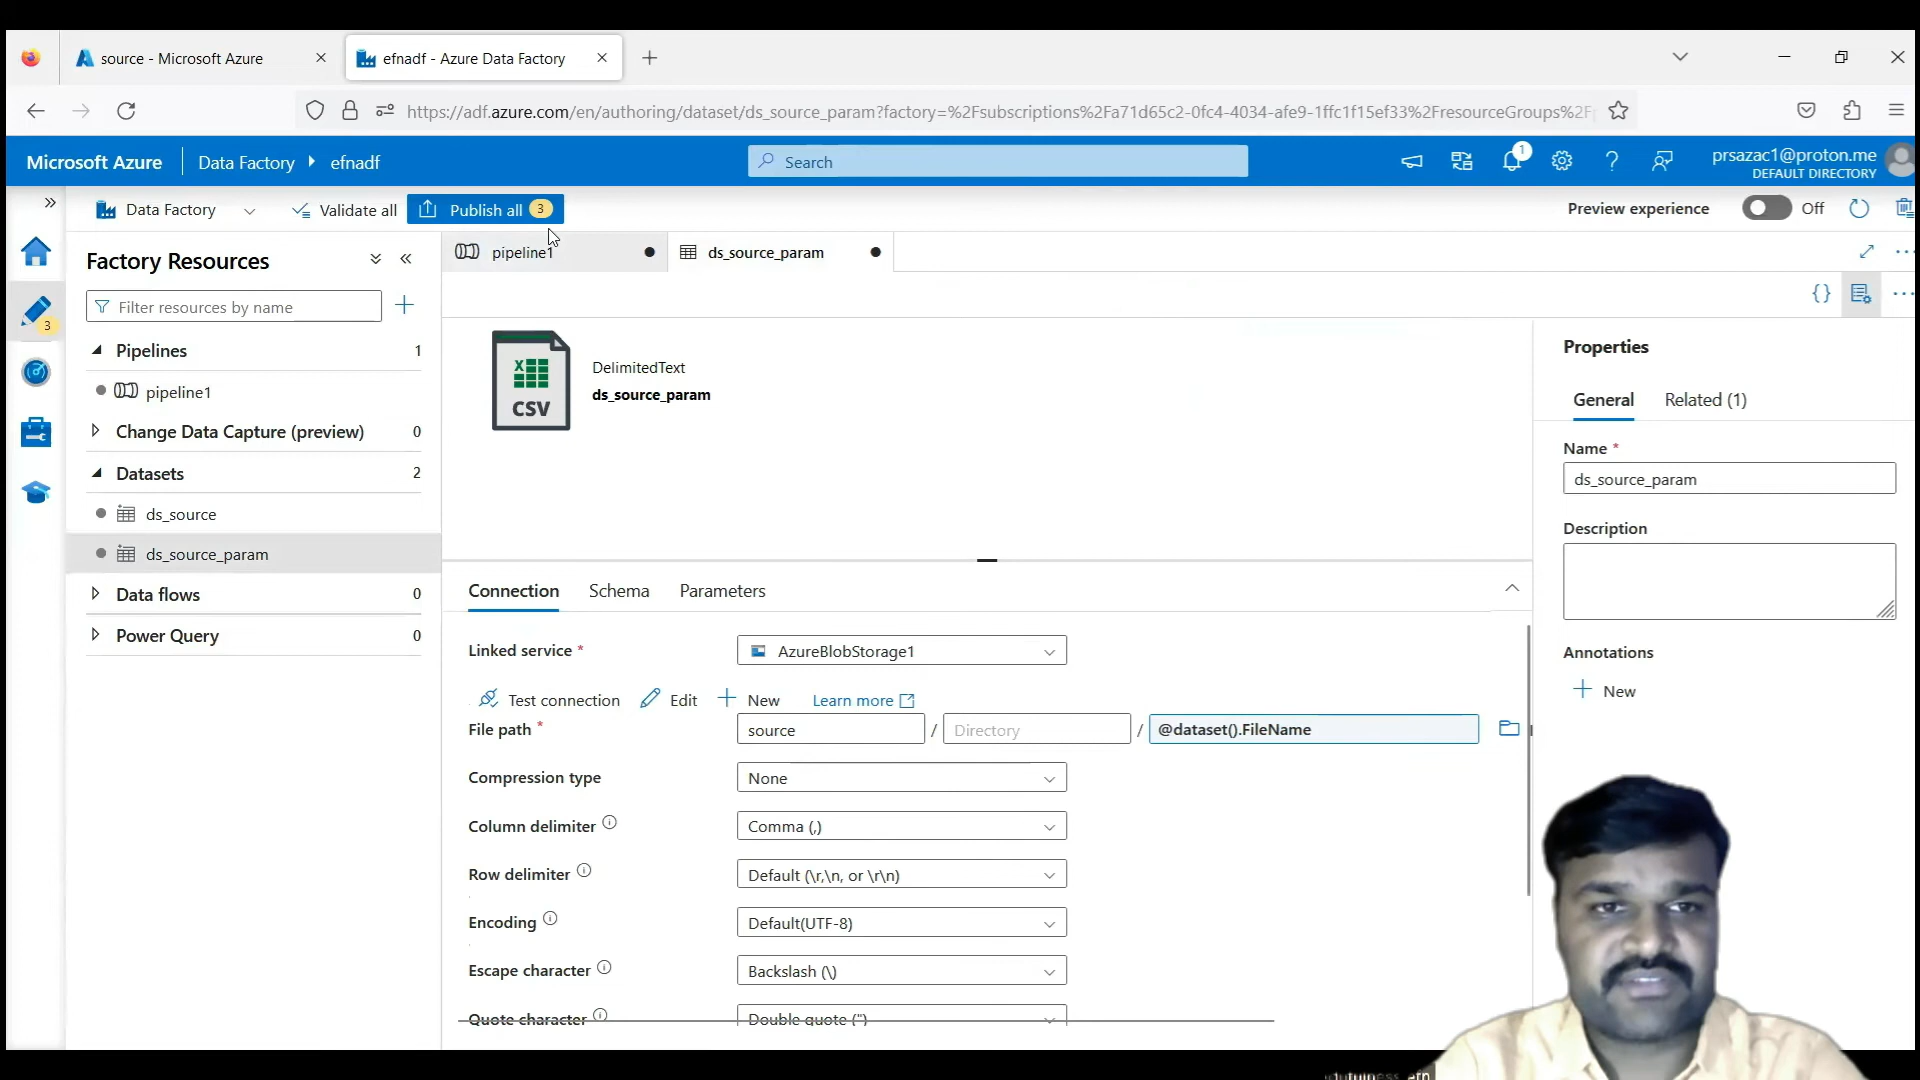 source - Microsoft Azure
efnadf - Azure Data Factory
https://adf.azure.com/en/authoring/dataset/ds_source_param?factory=%2Fsubscriptions%2Fa71d65c2-0fc4-4034-afe9-1ffc1f15ef33%2FresourceGroups%2F
Microsoft Azure
Data Factory
efnadf
Search
1
prsazac1@proton.me
DEFAULT DIRECTORY
Data Factory
Validate all
Publish all 3
Preview experience
Off
3
Factory Resources
Filter resources by name
Pipelines 1
pipeline1
Change Data Capture (preview) 0
Datasets 2
ds_source
ds_source_param
Data flows 0
Power Query 0
pipeline1
ds_source_param
{}
X
CSV
DelimitedText
ds_source_param
Connection
Schema
Parameters
Linked service *
AzureBlobStorage1
Test connection
Edit
New
Learn more
File path *
source / Directory / @dataset().FileName
Compression type
None
Column delimiter
Comma (,)
Row delimiter
Default (\r,\n, or \r\n)
Encoding
Default(UTF-8)
Escape character
Backslash (\)
Quote character
Double quote (")
Properties
General
Related (1)
Name *
ds_source_param
Description
Annotations
New